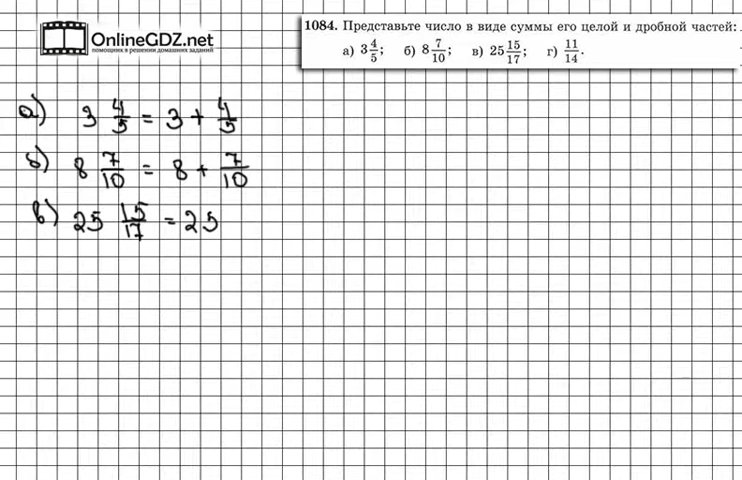 OnlineGDZ.net
помощник в решении домашних заданий
1084. Представьте число в виде суммы его целой и дробной частей:
а) 3 4/5; б) 8 7/10; в) 25 15/17; г) 11/14.
а) 3 4/5 = 3 + 4/5
б) 8 7/10 = 8 + 7/10
в) 25 15/17 = 25